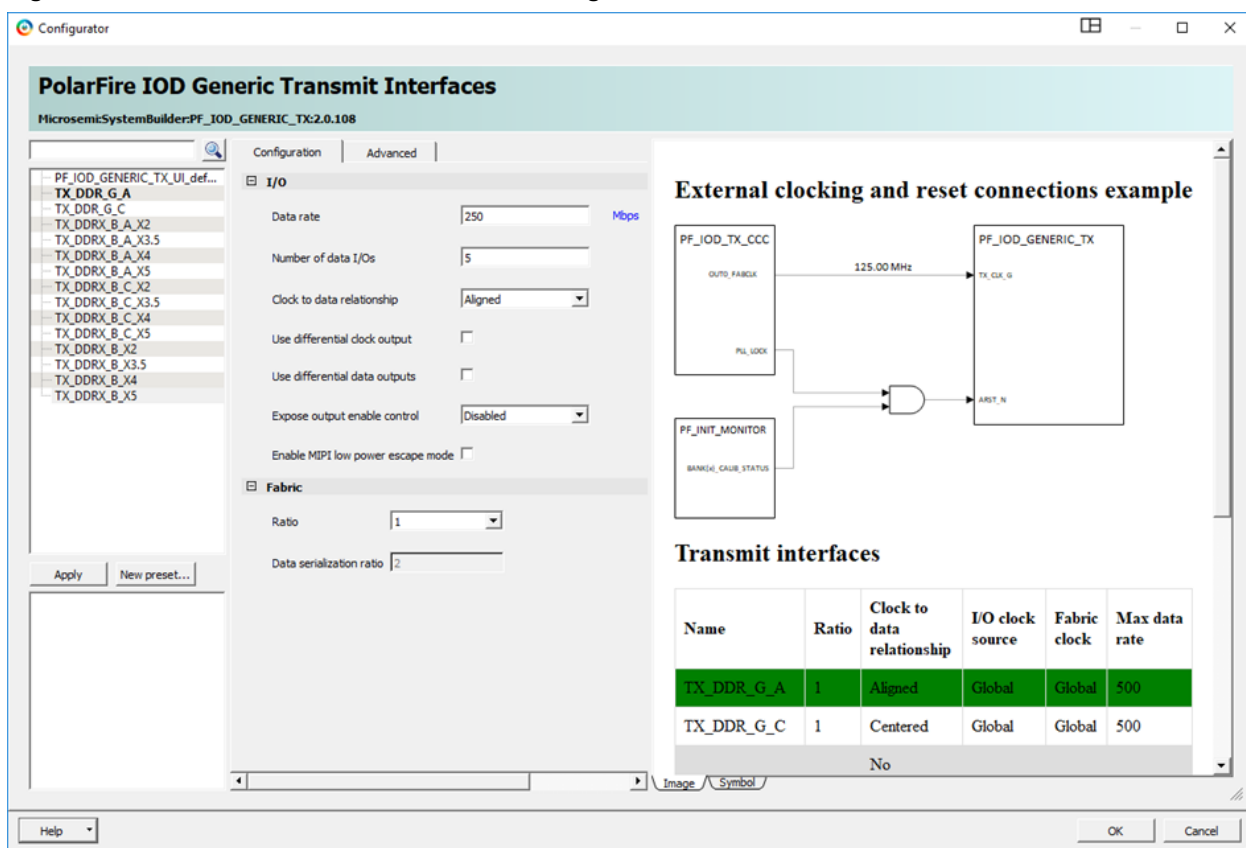 Configurator
PolarFire IOD Generic Transmit Interfaces
Microsemi:SystemBuilder:PF_IOD_GENERIC_TX:2.0.108
PF_IOD_GENERIC_TX_UI_def...
TX_DDR_G_A
TX_DDR_G_C
TX_DDRX_B_A_X2
TX_DDRX_B_A_X3.5
TX_DDRX_B_A_X4
TX_DDRX_B_A_X5
TX_DDRX_B_C_X2
TX_DDRX_B_C_X3.5
TX_DDRX_B_C_X4
TX_DDRX_B_C_X5
TX_DDRX_B_X2
TX_DDRX_B_X3.5
TX_DDRX_B_X4
TX_DDRX_B_X5
Apply New preset...
Configuration Advanced
I/O
Data rate 250 Mbps
Number of data I/Os 5
Clock to data relationship Aligned
Use differential clock output
Use differential data outputs
Expose output enable control Disabled
Enable MIPI low power escape mode
Fabric
Ratio 1
Data serialization ratio 2
External clocking and reset connections example
PF_IOD_TX_CCC PF_IOD_GENERIC_TX
125.00 MHz
OUT0_FABCLK TX_CLK_G
PLL_LOCK
ARST_N
PF_INIT_MONITOR
BANK(x)_CALIB_STATUS
Transmit interfaces
Name Ratio Clock to data relationship I/O clock source Fabric clock Max data rate
TX_DDR_G_A 1 Aligned Global Global 500
TX_DDR_G_C 1 Centered Global Global 500
No
Image Symbol
Help OK Cancel